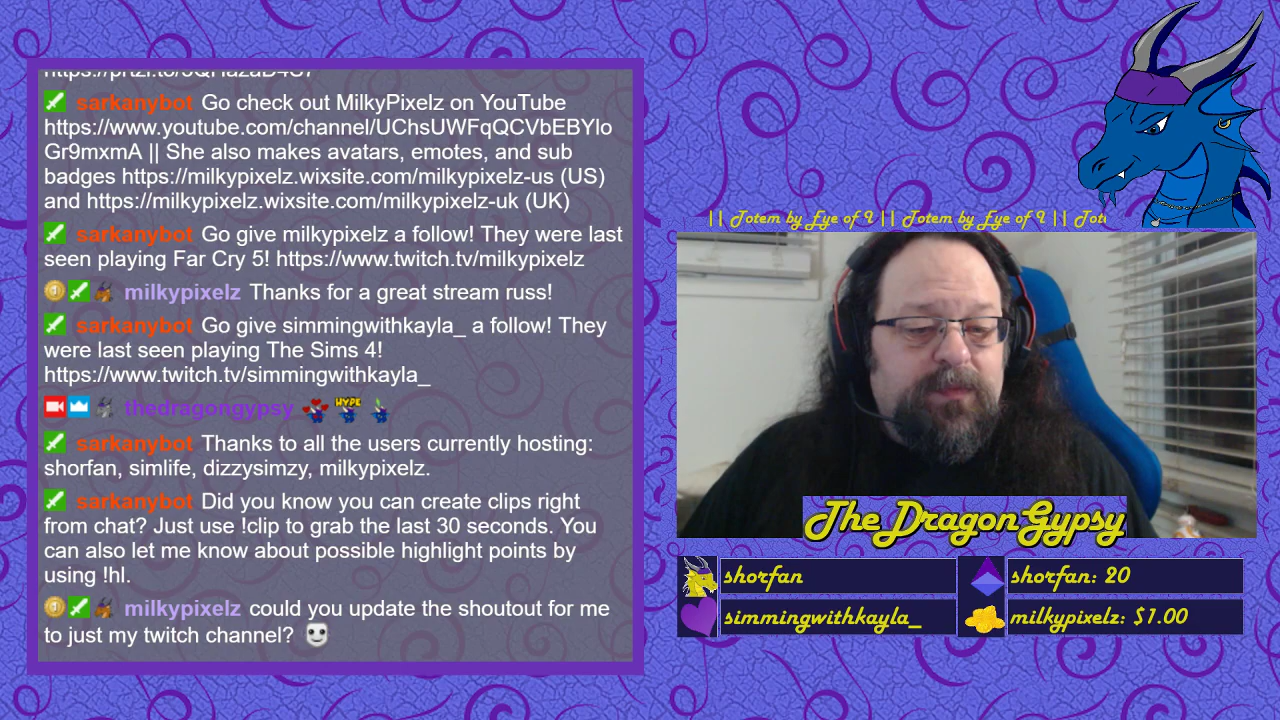 sarkanybot Go check out MilkyPixelz on YouTube
https://www.youtube.com/channel/UChsUWFqQCVbEBYlo
Gr9mxmA || She also makes avatars, emotes, and sub
badges https://milkypixelz.wixsite.com/milkypixelz-us (US)
and https://milkypixelz.wixsite.com/milkypixelz-uk (UK)
sarkanybot Go give milkypixelz a follow! They were last
seen playing Far Cry 5! https://www.twitch.tv/milkypixelz
milkypixelz Thanks for a great stream russ!
sarkanybot Go give simmingwithkayla_ a follow! They
were last seen playing The Sims 4!
https://www.twitch.tv/simmingwithkayla_
thedragongypsy HYPE
sarkanybot Thanks to all the users currently hosting:
shorfan, simlife, dizzysimzy, milkypixelz.
sarkanybot Did you know you can create clips right
from chat? Just use !clip to grab the last 30 seconds. You
can also let me know about possible highlight points by
using !hl.
milkypixelz could you update the shoutout for me
to just my twitch channel?
|| Totem by Eye of 9 || Totem by Eye of 9 ||
TheDragonGypsy
shorfan
shorfan: 20
simmingwithkayla_
milkypixelz: $1.00